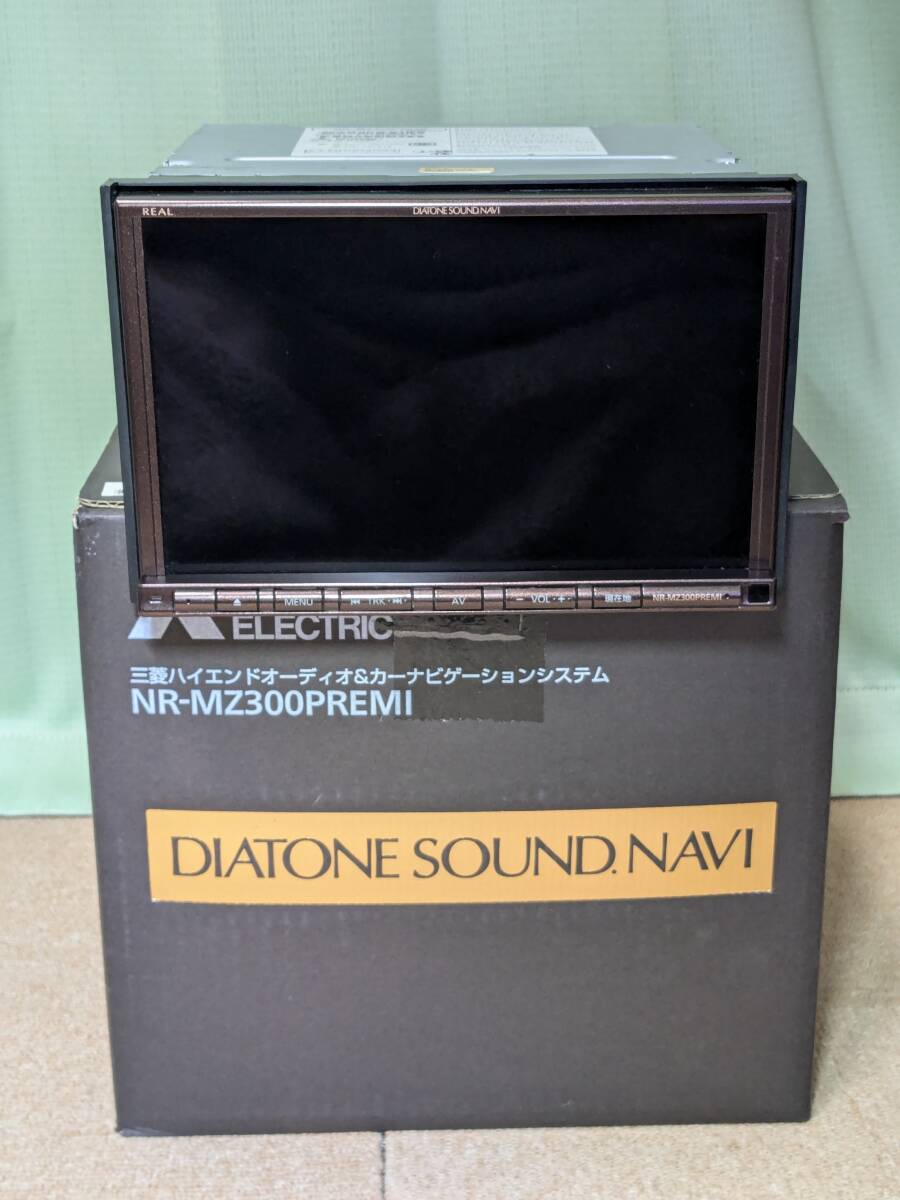 REAL DIATONE SOUND.NAVI
MENU TRK AV − VOL + 現在地 NR-MZ300PREMI
ELECTRIC
三菱ハイエンドオーディオ&カーナビゲーションシステム
NR-MZ300PREMI
DIATONE SOUND.NAVI